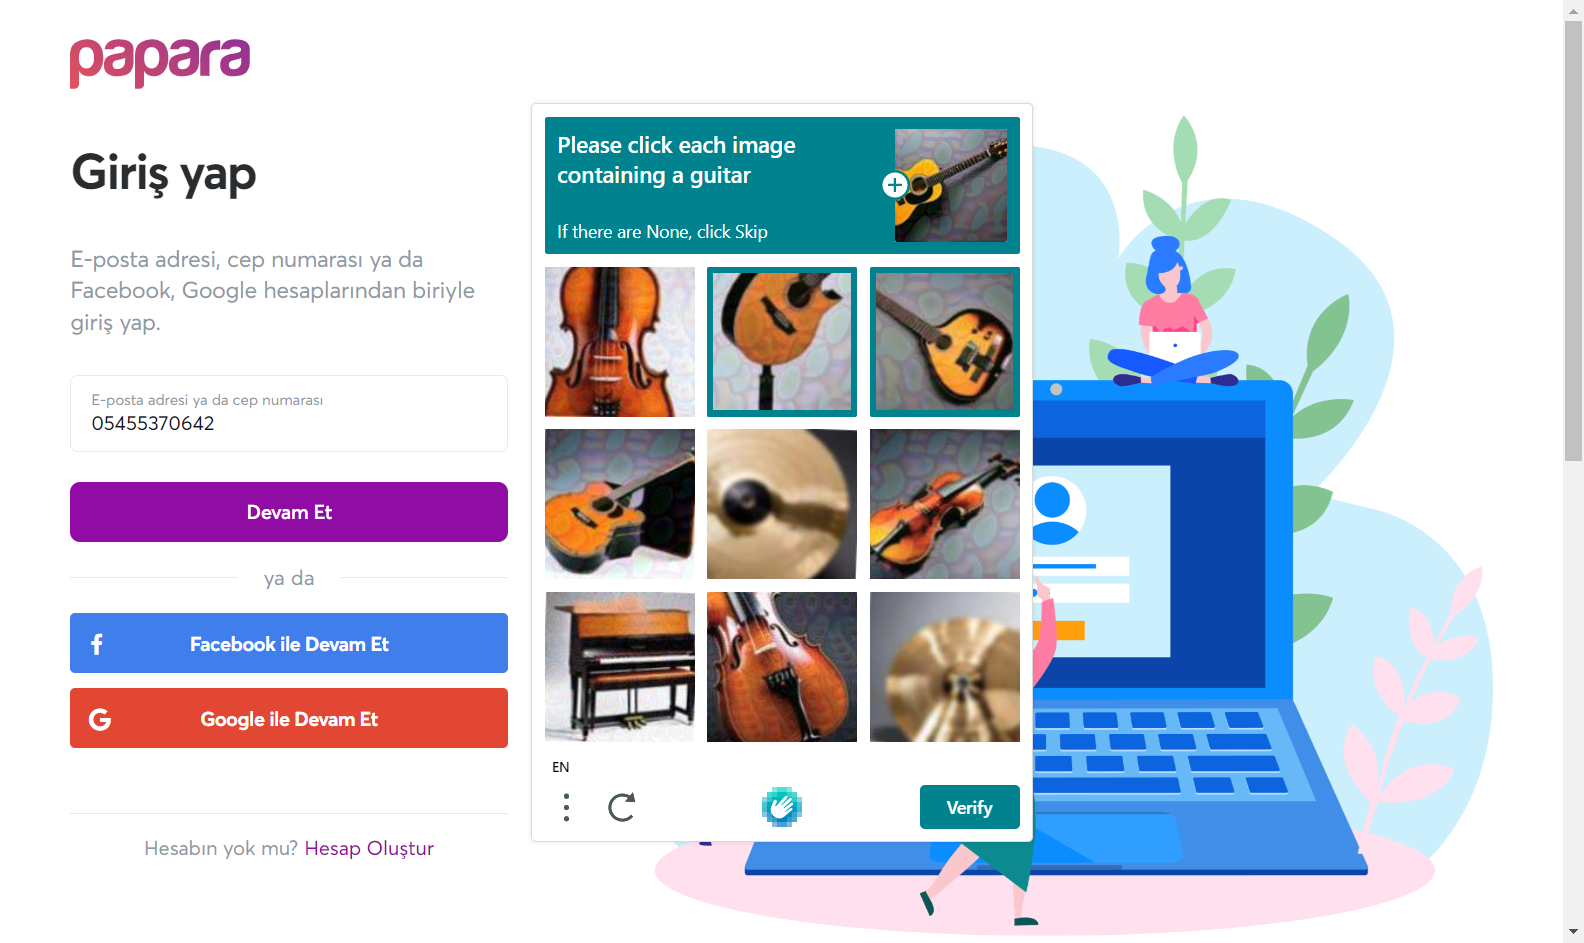 papara
Giriş yap
E-posta adresi, cep numarası ya da
Facebook, Google hesaplarından biriyle
giriş yap.
E-posta adresi ya da cep numarası
05455370642
Devam Et
ya da
Facebook ile Devam Et
Google ile Devam Et
Hesabın yok mu? Hesap Oluştur
Please click each image
containing a guitar
If there are None, click Skip
EN
Verify